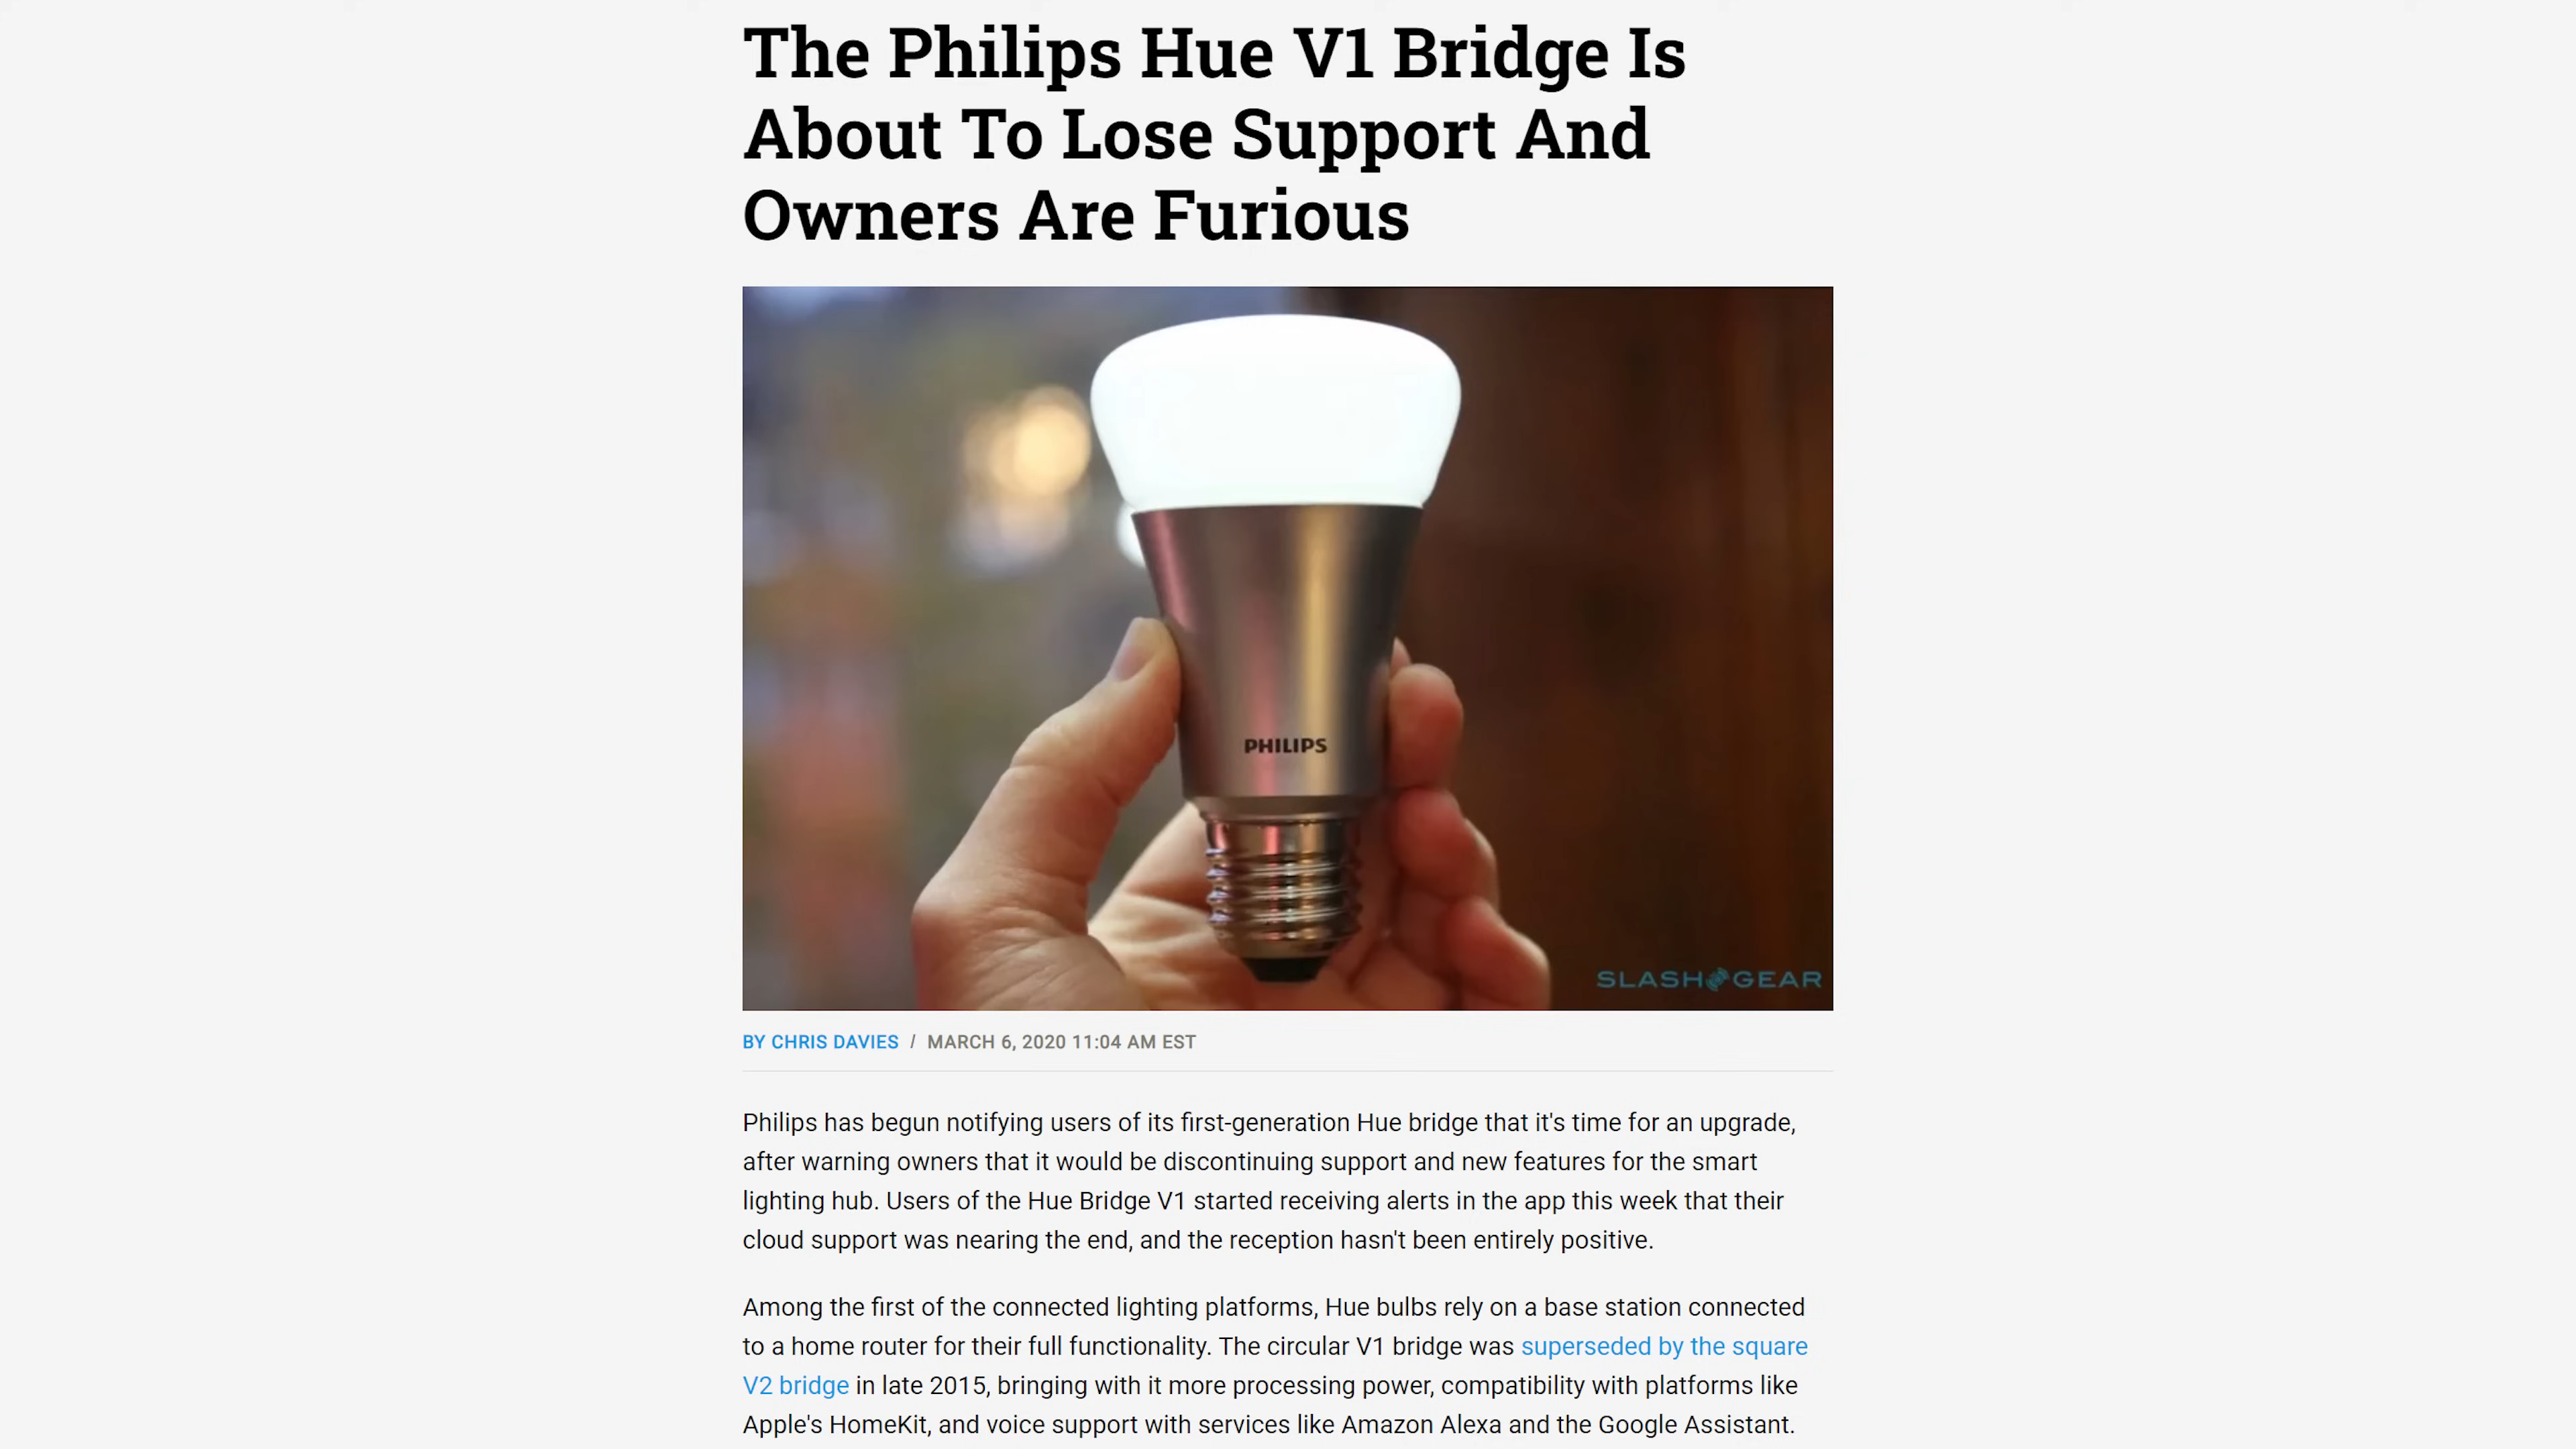 The Philips Hue V1 Bridge Is
About To Lose Support And
Owners Are Furious
PHILIPS
SLASHGEAR
BY CHRIS DAVIES / MARCH 6, 2020 11:04 AM EST
Philips has begun notifying users of its first-generation Hue bridge that it's time for an upgrade,
after warning owners that it would be discontinuing support and new features for the smart
lighting hub. Users of the Hue Bridge V1 started receiving alerts in the app this week that their
cloud support was nearing the end, and the reception hasn't been entirely positive.
Among the first of the connected lighting platforms, Hue bulbs rely on a base station connected
to a home router for their full functionality. The circular V1 bridge was superseded by the square
V2 bridge in late 2015, bringing with it more processing power, compatibility with platforms like
Apple's HomeKit, and voice support with services like Amazon Alexa and the Google Assistant.